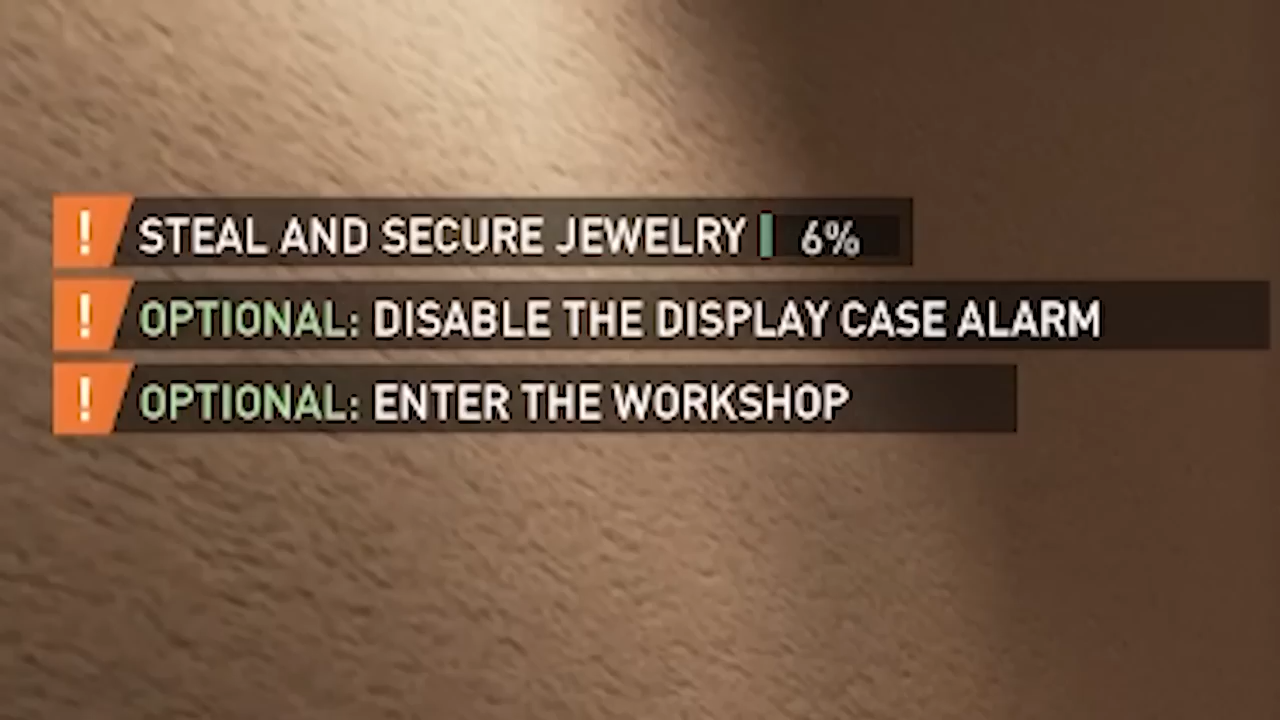 ! STEAL AND SECURE JEWELRY 6%
! OPTIONAL: DISABLE THE DISPLAY CASE ALARM
! OPTIONAL: ENTER THE WORKSHOP